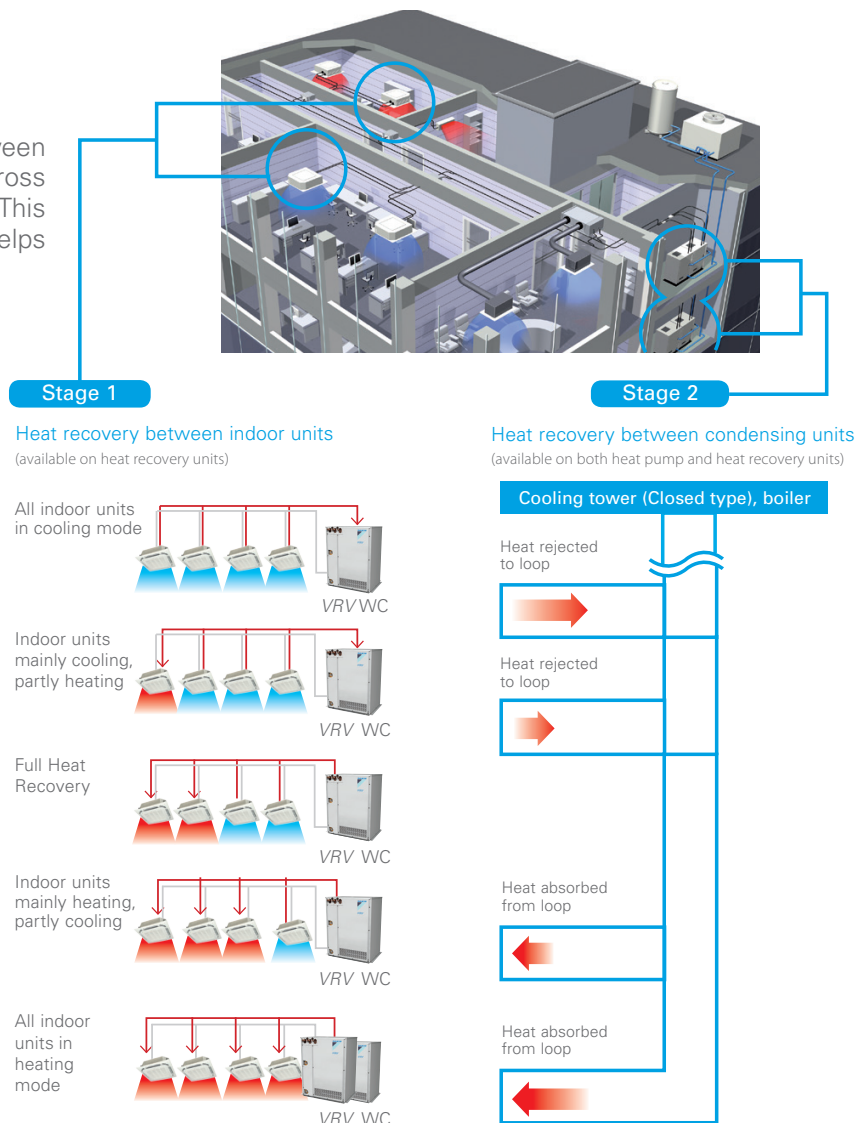 ween
ross
This
elps
Stage 1
Stage 2
Heat recovery between indoor units
(available on heat recovery units)
Heat recovery between condensing units
(available on both heat pump and heat recovery units)
All indoor units
in cooling mode
VRV WC
Indoor units
mainly cooling,
partly heating
VRV WC
Full Heat
Recovery
VRV WC
Indoor units
mainly heating,
partly cooling
VRV WC
All indoor
units in
heating
mode
VRV WC
Cooling tower (Closed type), boiler
Heat rejected
to loop
Heat rejected
to loop
Heat absorbed
from loop
Heat absorbed
from loop